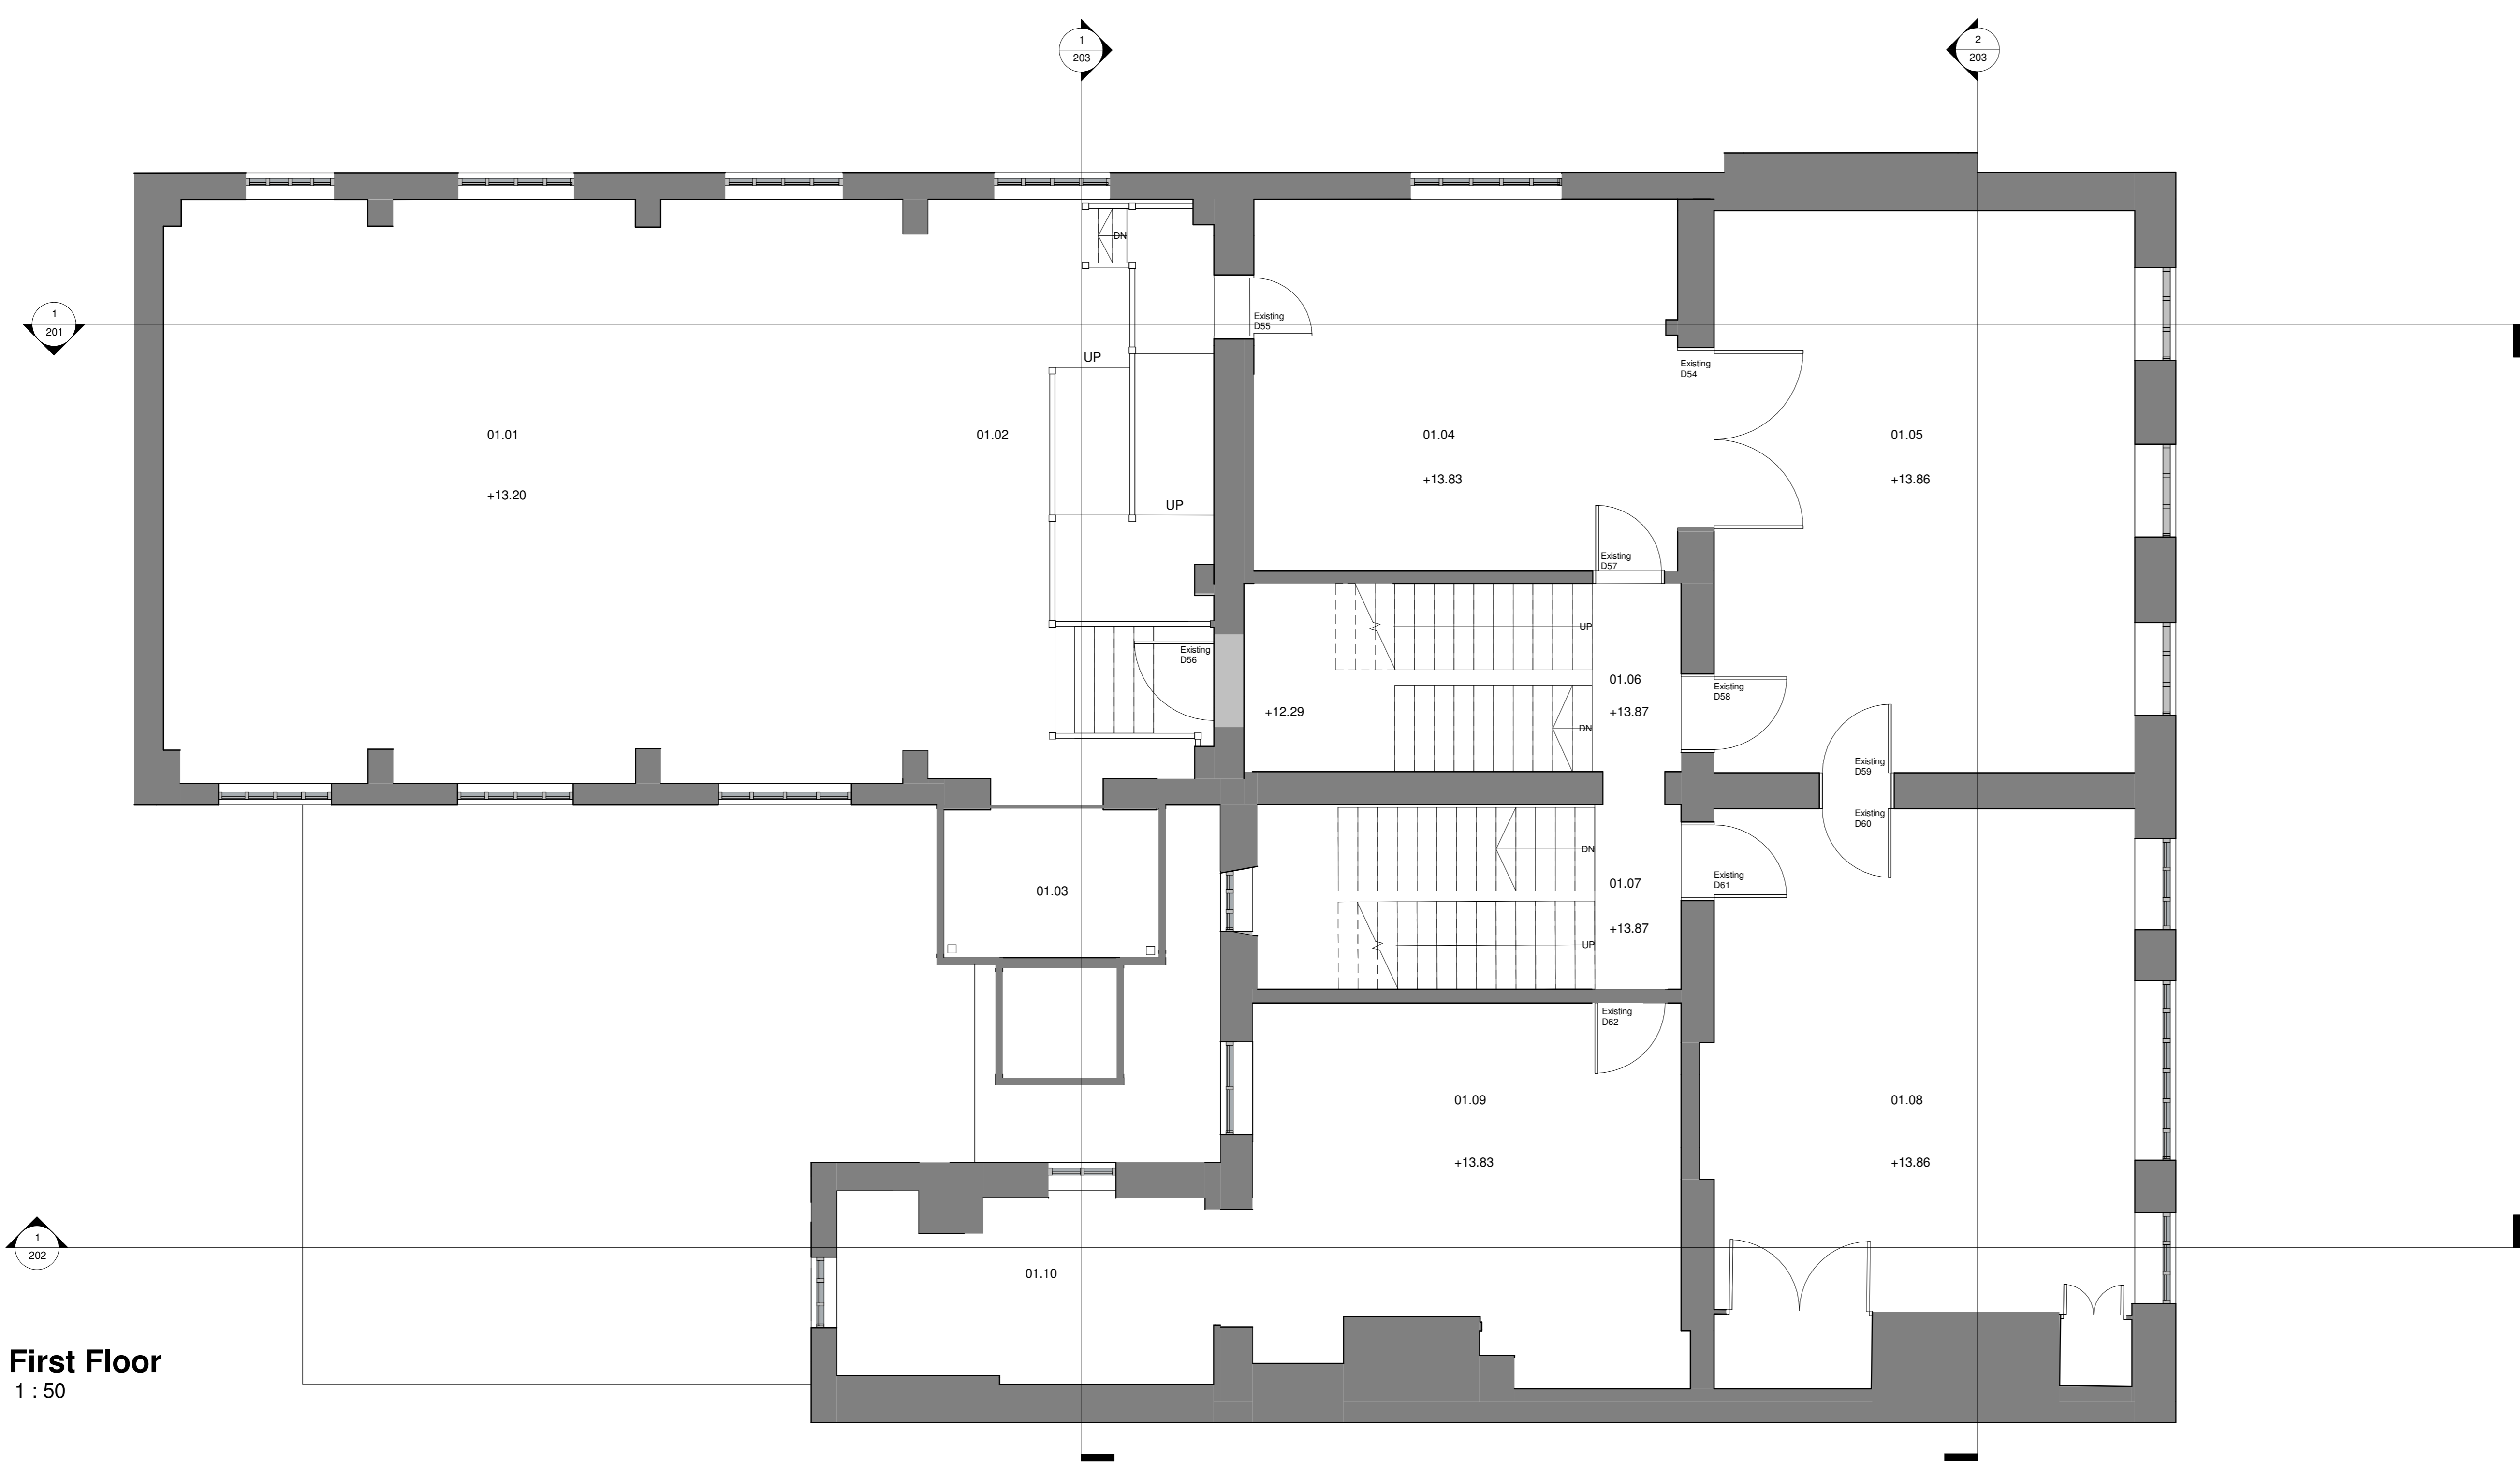 1
203
2
203
DN
1
201
Existing
D55
UP
Existing
D54
01.01
01.02
01.04
01.05
+13.83
+13.86
+13.20
UP
Existing
D57
UP
Existing
D56
01.06
Existing
D58
+12.29
+13.87
DN
Existing
D59
Existing
D60
DN
01.07
Existing
D61
01.03
+13.87
UP
Existing
D62
01.09
01.08
+13.83
+13.86
1
202
01.10
First Floor
1 : 50